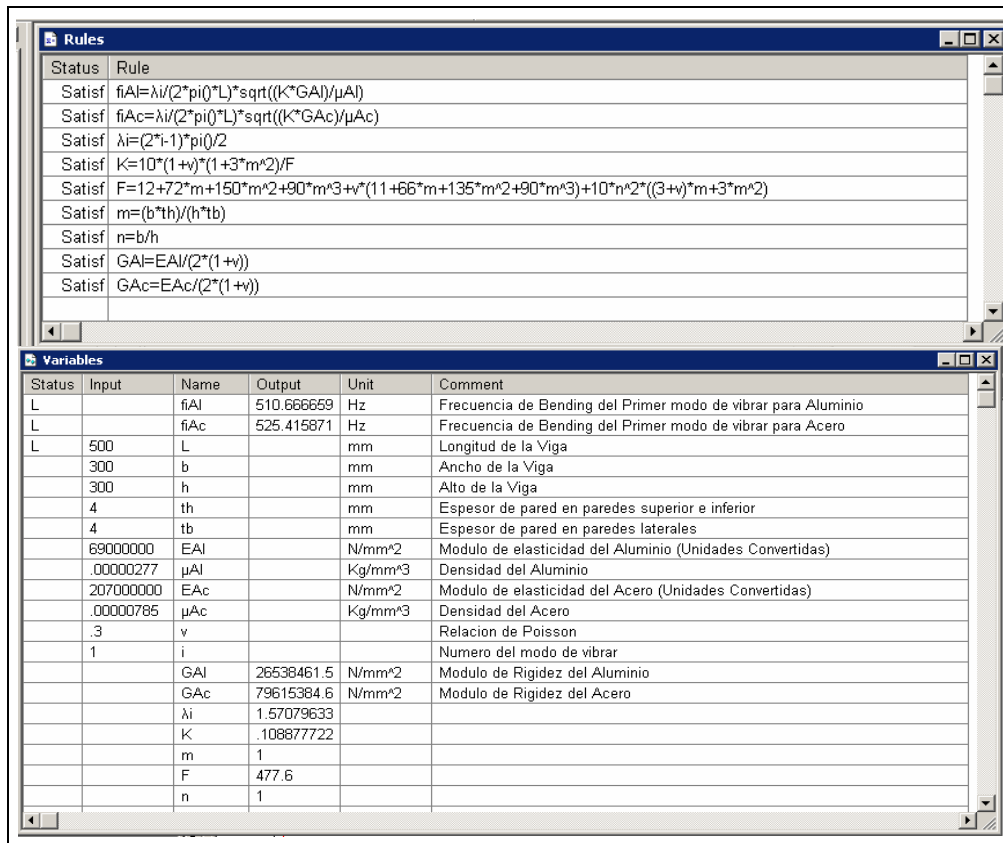 Rules
Status Rule
Satisf fiAl=λi/(2*pi()*L)*sqrt((K*GAl)/µAl)
Satisf fiAc=λi/(2*pi()*L)*sqrt((K*GAc)/µAc)
Satisf λi=(2*i-1)*pi()/2
Satisf K=10*(1+v)*(1+3*m^2)/F
Satisf F=12+72*m+150*m^2+90*m^3+v*(11+66*m+135*m^2+90*m^3)+10*n^2*((3+v)*m+3*m^2)
Satisf m=(b*th)/(h*tb)
Satisf n=b/h
Satisf GAl=EAl/(2*(1+v))
Satisf GAc=EAc/(2*(1+v))
Variables
Status Input Name Output Unit Comment
L fiAl 510.666659 Hz Frecuencia de Bending del Primer modo de vibrar para Aluminio
L fiAc 525.415871 Hz Frecuencia de Bending del Primer modo de vibrar para Acero
L 500 L mm Longitud de la Viga
300 b mm Ancho de la Viga
300 h mm Alto de la Viga
4 th mm Espesor de pared en paredes superior e inferior
4 tb mm Espesor de pared en paredes laterales
69000000 EAl N/mm^2 Modulo de elasticidad del Aluminio (Unidades Convertidas)
.00000277 µAl Kg/mm^3 Densidad del Aluminio
207000000 EAc N/mm^2 Modulo de elasticidad del Acero (Unidades Convertidas)
.00000785 µAc Kg/mm^3 Densidad del Acero
.3 v Relacion de Poisson
1 i Numero del modo de vibrar
GAl 26538461.5 N/mm^2 Modulo de Rigidez del Aluminio
GAc 79615384.6 N/mm^2 Modulo de Rigidez del Acero
λi 1.57079633
K .108877722
m 1
F 477.6
n 1